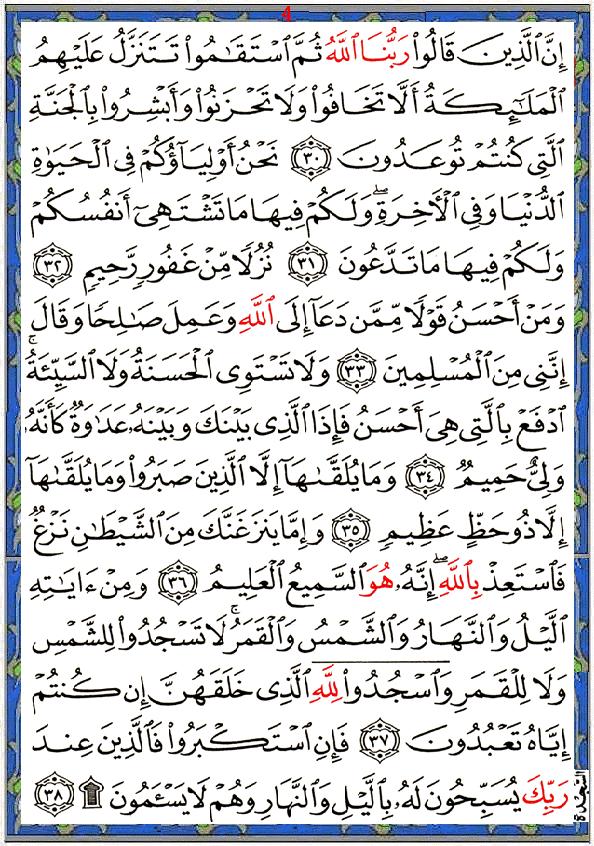 4
إِنَّ ٱلَّذِينَ قَالُوا۟ رَبُّنَا ٱللَّهُ ثُمَّ ٱسْتَقَـٰمُوا۟ تَتَنَزَّلُ عَلَيْهِمُ
ٱلْمَلَـٰٓئِكَةُ أَلَّا تَخَافُوا۟ وَلَا تَحْزَنُوا۟ وَأَبْشِرُوا۟ بِٱلْجَنَّةِ
ٱلَّتِى كُنتُمْ تُوعَدُونَ ٣٠ نَحْنُ أَوْلِيَآؤُكُمْ فِى ٱلْحَيَوٰةِ
ٱلدُّنْيَا وَفِى ٱلْـَٔاخِرَةِ ۖ وَلَكُمْ فِيهَا مَا تَشْتَهِىٓ أَنفُسُكُمْ
وَلَكُمْ فِيهَا مَا تَدَّعُونَ ٣١ نُزُلًا مِّنْ غَفُورٍ رَّحِيمٍ ٣٢
وَمَنْ أَحْسَنُ قَوْلًا مِّمَّن دَعَآ إِلَى ٱللَّهِ وَعَمِلَ صَـٰلِحًا وَقَالَ
إِنَّنِى مِنَ ٱلْمُسْلِمِينَ ٣٣ وَلَا تَسْتَوِى ٱلْحَسَنَةُ وَلَا ٱلسَّيِّئَةُ ۚ
ٱدْفَعْ بِٱلَّتِى هِىَ أَحْسَنُ فَإِذَا ٱلَّذِى بَيْنَكَ وَبَيْنَهُۥ عَدَٰوَةٌ كَأَنَّهُۥ
وَلِىٌّ حَمِيمٌ ٣٤ وَمَا يُلَقَّىٰهَآ إِلَّا ٱلَّذِينَ صَبَرُوا۟ وَمَا يُلَقَّىٰهَآ
إِلَّا ذُو حَظٍّ عَظِيمٍ ٣٥ وَإِمَّا يَنزَغَنَّكَ مِنَ ٱلشَّيْطَـٰنِ نَزْغٌ
فَٱسْتَعِذْ بِٱللَّهِ ۖ إِنَّهُۥ هُوَ ٱلسَّمِيعُ ٱلْعَلِيمُ ٣٦ وَمِنْ ءَايَـٰتِهِ
ٱلَّيْلُ وَٱلنَّهَارُ وَٱلشَّمْسُ وَٱلْقَمَرُ ۚ لَا تَسْجُدُوا۟ لِلشَّمْسِ
وَلَا لِلْقَمَرِ وَٱسْجُدُوا۟ لِلَّهِ ٱلَّذِى خَلَقَهُنَّ إِن كُنتُمْ
إِيَّاهُ تَعْبُدُونَ ٣٧ فَإِنِ ٱسْتَكْبَرُوا۟ فَٱلَّذِينَ عِندَ
رَبِّكَ يُسَبِّحُونَ لَهُۥ بِٱلَّيْلِ وَٱلنَّهَارِ وَهُمْ لَا يَسْـَٔمُونَ ۩ ٣٨
السَّجْدَة